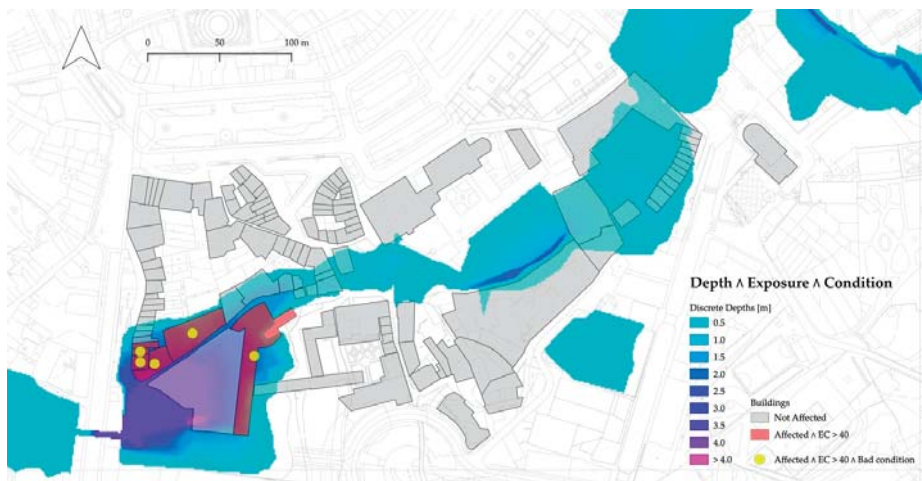 0 50 100 m
Depth ∧ Exposure ∧ Condition
Discrete Depths [m]
0.5
1.0
1.5
2.0
2.5
3.0
3.5
4.0
> 4.0
Buildings
Not Affected
Affected ∧ EC > 40
Affected ∧ EC > 40 ∧ Bad condition